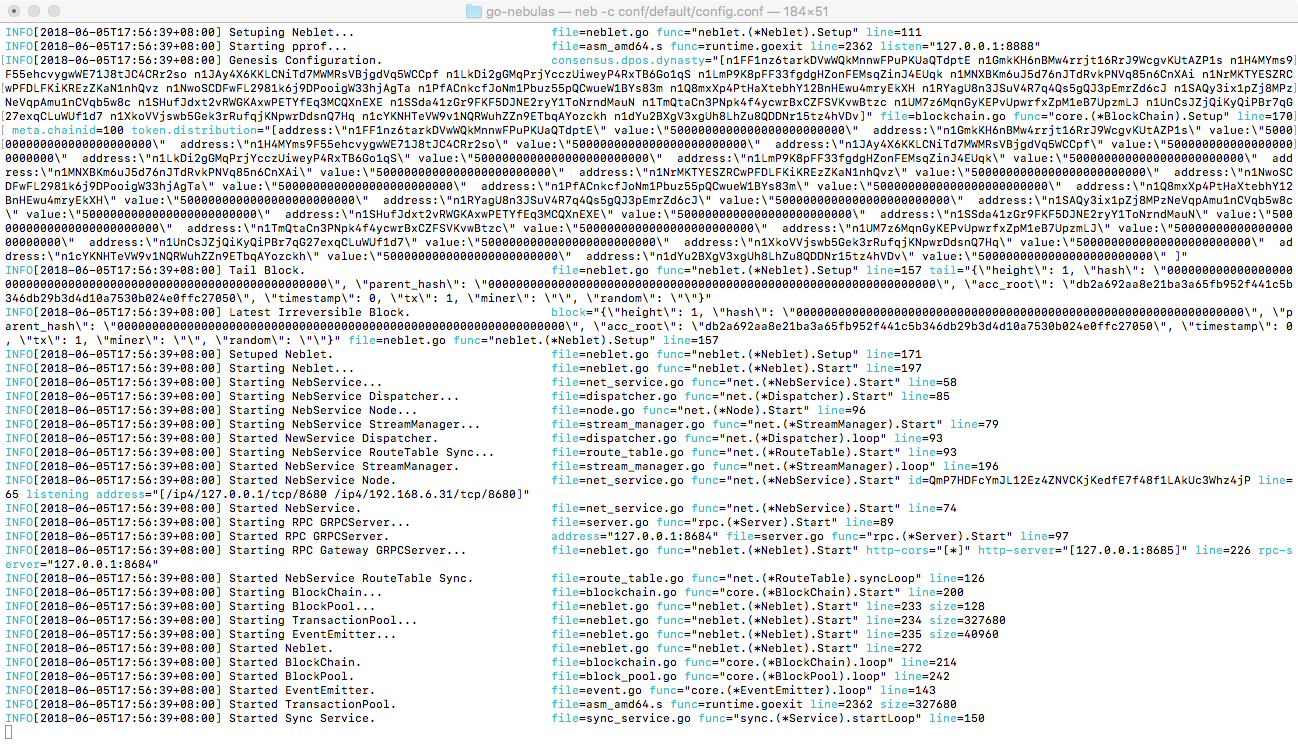 go-nebulas — neb -c conf/default/config.conf — 184×51
INFO[2018-06-05T17:56:39+08:00] Setuping Neblet... file=neblet.go func="neblet.(*Neblet).Setup" line=111
INFO[2018-06-05T17:56:39+08:00] Starting pprof... file=asm_amd64.s func=runtime.goexit line=2362 listen="127.0.0.1:8888"
INFO[2018-06-05T17:56:39+08:00] Genesis Configuration. consensus.dpos.dynasty="[n1FF1nz6tarkDVwWQkMnnwFPuPKUaQTdptE n1GmkKH6nBMw4rrjt16RrJ9WcgvKUtAZP1s n1H4MYms9
F55ehcvygwWE71J8tJC4CRr2so n1JAy4X6KKLCNiTd7MWMRsVBjgdVq5WCCpf n1LkDi2gGMqPrjYcczUiweyP4RxTB6Go1qS n1LmP9K8pFF33fgdgHZonFEMsqZinJ4EUqk n1MNXBKm6uJ5d76nJTdRvkPNVq85n6CnXAi n1NrMKTYESZRC
wPFDLFKiKREzZKaN1nhQvz n1NwoSCDFwFL2981k6j9DPooigW33hjAgTa n1PfACnkcfJoNm1Pbuz55pQCwueW1BYs83m n1Q8mxXp4PtHaXtebhY12BnHEwu4mryEkXH n1RYagU8n3JSuV4R7q4Qs5gQJ3pEmrZd6cJ n1SAQy3ix1pZj8MPz
NeVqpAmu1nCVqb5w8c n1SHufJdxt2vRWGKAxwPETYfEq3MCQXnEXE n1SSda41zGr9FKF5DJNE2ryY1ToNrndMauN n1TmQtaCn3PNpk4f4ycwrBxCZFSVKvwBtzc n1UM7z6MqnGyKEPvUpwrfxZpM1eB7UpzmLJ n1UnCsJZjQiKyQiPBr7qG
27exqCLuWUf1d7 n1XkoVVjswb5Gek3rRufqjKNpwrDdsnQ7Hq n1cYKNHTeVW9v1NQRWuhZZn9ETbqAYozckh n1dYu2BXgV3xgUh8LhZu8QDDNr15tz4hVDv]" file=blockchain.go func="core.(*BlockChain).Setup" line=170
 meta.chainid=100 token.distribution="[address:\"n1FF1nz6tarkDVwWQkMnnwFPuPKUaQTdptE\" value:\"5000000000000000000000000\"  address:\"n1GmkKH6nBMw4rrjt16RrJ9WcgvKUtAZP1s\" value:\"5000
000000000000000000000\"  address:\"n1H4MYms9F55ehcvygwWE71J8tJC4CRr2so\" value:\"5000000000000000000000000\"  address:\"n1JAy4X6KKLCNiTd7MWMRsVBjgdVq5WCCpf\" value:\"50000000000000000
00000000\"  address:\"n1LkDi2gGMqPrjYcczUiweyP4RxTB6Go1qS\" value:\"5000000000000000000000000\"  address:\"n1LmP9K8pFF33fgdgHZonFEMsqZinJ4EUqk\" value:\"5000000000000000000000000\"  add
ress:\"n1MNXBKm6uJ5d76nJTdRvkPNVq85n6CnXAi\" value:\"5000000000000000000000000\"  address:\"n1NrMKTYESZRCwPFDLFKiKREzZKaN1nhQvz\" value:\"5000000000000000000000000\"  address:\"n1NwoSC
DFwFL2981k6j9DPooigW33hjAgTa\" value:\"5000000000000000000000000\"  address:\"n1PfACnkcfJoNm1Pbuz55pQCwueW1BYs83m\" value:\"5000000000000000000000000\"  address:\"n1Q8mxXp4PtHaXtebhY12
BnHEwu4mryEkXH\" value:\"5000000000000000000000000\"  address:\"n1RYagU8n3JSuV4R7q4Qs5gQJ3pEmrZd6cJ\" value:\"5000000000000000000000000\"  address:\"n1SAQy3ix1pZj8MPzNeVqpAmu1nCVqb5w8c
\" value:\"5000000000000000000000000\"  address:\"n1SHufJdxt2vRWGKAxwPETYfEq3MCQXnEXE\" value:\"5000000000000000000000000\"  address:\"n1SSda41zGr9FKF5DJNE2ryY1ToNrndMauN\" value:\"500
0000000000000000000000\"  address:\"n1TmQtaCn3PNpk4f4ycwrBxCZFSVKvwBtzc\" value:\"5000000000000000000000000\"  address:\"n1UM7z6MqnGyKEPvUpwrfxZpM1eB7UpzmLJ\" value:\"5000000000000000
000000000\"  address:\"n1UnCsJZjQiKyQiPBr7qG27exqCLuWUf1d7\" value:\"5000000000000000000000000\"  address:\"n1XkoVVjswb5Gek3rRufqjKNpwrDdsnQ7Hq\" value:\"5000000000000000000000000\"  ad
dress:\"n1cYKNHTeVW9v1NQRWuhZZn9ETbqAYozckh\" value:\"5000000000000000000000000\"  address:\"n1dYu2BXgV3xgUh8LhZu8QDDNr15tz4hVDv\" value:\"5000000000000000000000000\" ]"
INFO[2018-06-05T17:56:39+08:00] Tail Block. file=neblet.go func="neblet.(*Neblet).Setup" line=157 tail="{\"height\": 1, \"hash\": \"0000000000000000000
000000000000000000000000000000000000000000000\", \"parent_hash\": \"0000000000000000000000000000000000000000000000000000000000000000\", \"acc_root\": \"db2a692aa8e21ba3a65fb952f441c5b
346db29b3d4d10a7530b024e0ffc27050\", \"timestamp\": 0, \"tx\": 1, \"miner\": \"\", \"random\": \"\"}"
INFO[2018-06-05T17:56:39+08:00] Latest Irreversible Block. block="{\"height\": 1, \"hash\": \"0000000000000000000000000000000000000000000000000000000000000000\", \"p
arent_hash\": \"0000000000000000000000000000000000000000000000000000000000000000\", \"acc_root\": \"db2a692aa8e21ba3a65fb952f441c5b346db29b3d4d10a7530b024e0ffc27050\", \"timestamp\": 0
, \"tx\": 1, \"miner\": \"\", \"random\": \"\"}" file=neblet.go func="neblet.(*Neblet).Setup" line=157
INFO[2018-06-05T17:56:39+08:00] Setuped Neblet. file=neblet.go func="neblet.(*Neblet).Setup" line=171
INFO[2018-06-05T17:56:39+08:00] Starting Neblet... file=neblet.go func="neblet.(*Neblet).Start" line=197
INFO[2018-06-05T17:56:39+08:00] Starting NebService... file=net_service.go func="net.(*NebService).Start" line=58
INFO[2018-06-05T17:56:39+08:00] Starting NebService Dispatcher... file=dispatcher.go func="net.(*Dispatcher).Start" line=85
INFO[2018-06-05T17:56:39+08:00] Starting NebService Node... file=node.go func="net.(*Node).Start" line=96
INFO[2018-06-05T17:56:39+08:00] Starting NebService StreamManager... file=stream_manager.go func="net.(*StreamManager).Start" line=79
INFO[2018-06-05T17:56:39+08:00] Started NewService Dispatcher. file=dispatcher.go func="net.(*Dispatcher).loop" line=93
INFO[2018-06-05T17:56:39+08:00] Starting NebService RouteTable Sync... file=route_table.go func="net.(*RouteTable).Start" line=93
INFO[2018-06-05T17:56:39+08:00] Started NebService StreamManager. file=stream_manager.go func="net.(*StreamManager).loop" line=196
INFO[2018-06-05T17:56:39+08:00] Started NebService Node. file=net_service.go func="net.(*NebService).Start" id=QmP7HDFcYmJL12Ez4ZNVCKjKedfE7f48f1LAkUc3Whz4jP line=
65 listening address="[/ip4/127.0.0.1/tcp/8680 /ip4/192.168.6.31/tcp/8680]"
INFO[2018-06-05T17:56:39+08:00] Started NebService. file=net_service.go func="net.(*NebService).Start" line=74
INFO[2018-06-05T17:56:39+08:00] Starting RPC GRPCServer... file=server.go func="rpc.(*Server).Start" line=89
INFO[2018-06-05T17:56:39+08:00] Started RPC GRPCServer. address="127.0.0.1:8684" file=server.go func="rpc.(*Server).Start" line=97
INFO[2018-06-05T17:56:39+08:00] Starting RPC Gateway GRPCServer... file=neblet.go func="neblet.(*Neblet).Start" http-cors="[*]" http-server="[127.0.0.1:8685]" line=226 rpc-s
erver="127.0.0.1:8684"
INFO[2018-06-05T17:56:39+08:00] Started NebService RouteTable Sync. file=route_table.go func="net.(*RouteTable).syncLoop" line=126
INFO[2018-06-05T17:56:39+08:00] Starting BlockChain... file=blockchain.go func="core.(*BlockChain).Start" line=200
INFO[2018-06-05T17:56:39+08:00] Starting BlockPool... file=neblet.go func="neblet.(*Neblet).Start" line=233 size=128
INFO[2018-06-05T17:56:39+08:00] Starting TransactionPool... file=neblet.go func="neblet.(*Neblet).Start" line=234 size=327680
INFO[2018-06-05T17:56:39+08:00] Starting EventEmitter... file=neblet.go func="neblet.(*Neblet).Start" line=235 size=40960
INFO[2018-06-05T17:56:39+08:00] Started Neblet. file=neblet.go func="neblet.(*Neblet).Start" line=272
INFO[2018-06-05T17:56:39+08:00] Started BlockChain. file=blockchain.go func="core.(*BlockChain).loop" line=214
INFO[2018-06-05T17:56:39+08:00] Started BlockPool. file=block_pool.go func="core.(*BlockPool).loop" line=242
INFO[2018-06-05T17:56:39+08:00] Started EventEmitter. file=event.go func="core.(*EventEmitter).loop" line=143
INFO[2018-06-05T17:56:39+08:00] Started TransactionPool. file=asm_amd64.s func=runtime.goexit line=2362 size=327680
INFO[2018-06-05T17:56:39+08:00] Started Sync Service. file=sync_service.go func="sync.(*Service).startLoop" line=150